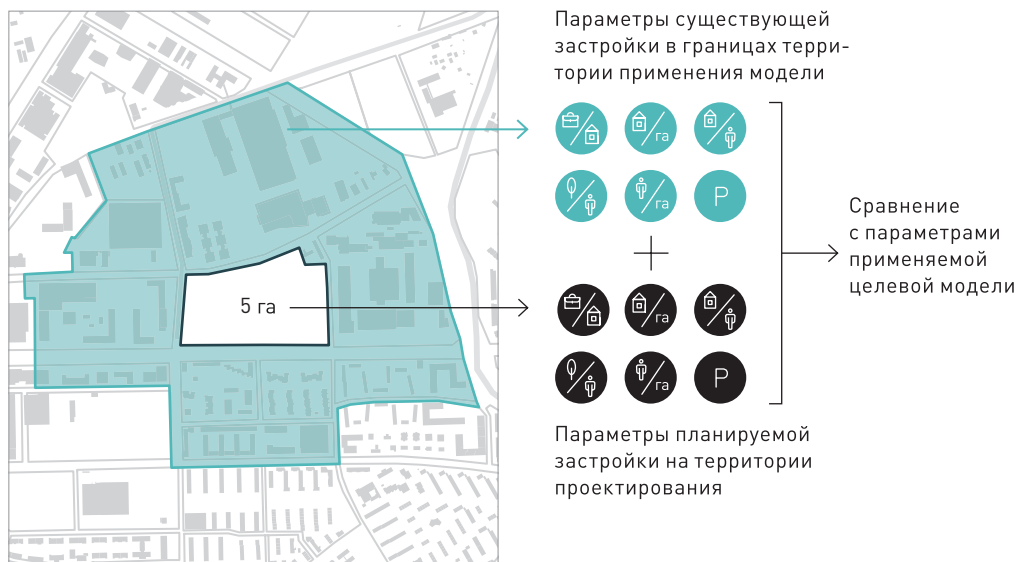 Параметры существующей
застройки в границах терри-
тории применения модели
га
га
P
Сравнение
с параметрами
применяемой
целевой модели
5 га
га
га
P
Параметры планируемой
застройки на территории
проектирования